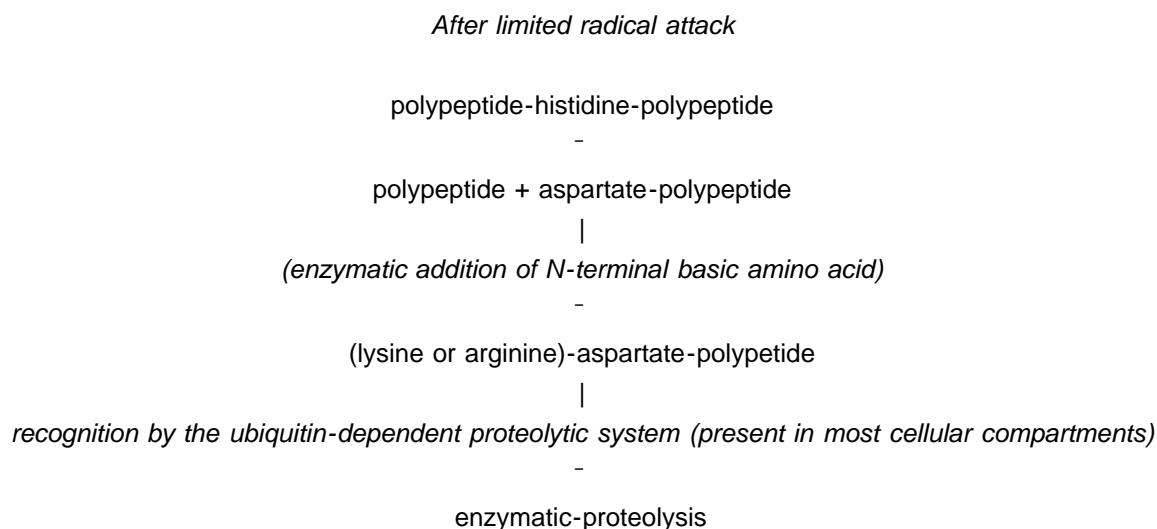 After limited radical attack
polypeptide-histidine-polypeptide
–
polypeptide + aspartate-polypeptide
|
(enzymatic addition of N-terminal basic amino acid)
–
(lysine or arginine)-aspartate-polypetide
|
recognition by the ubiquitin-dependent proteolytic system (present in most cellular compartments)
–
enzymatic-proteolysis